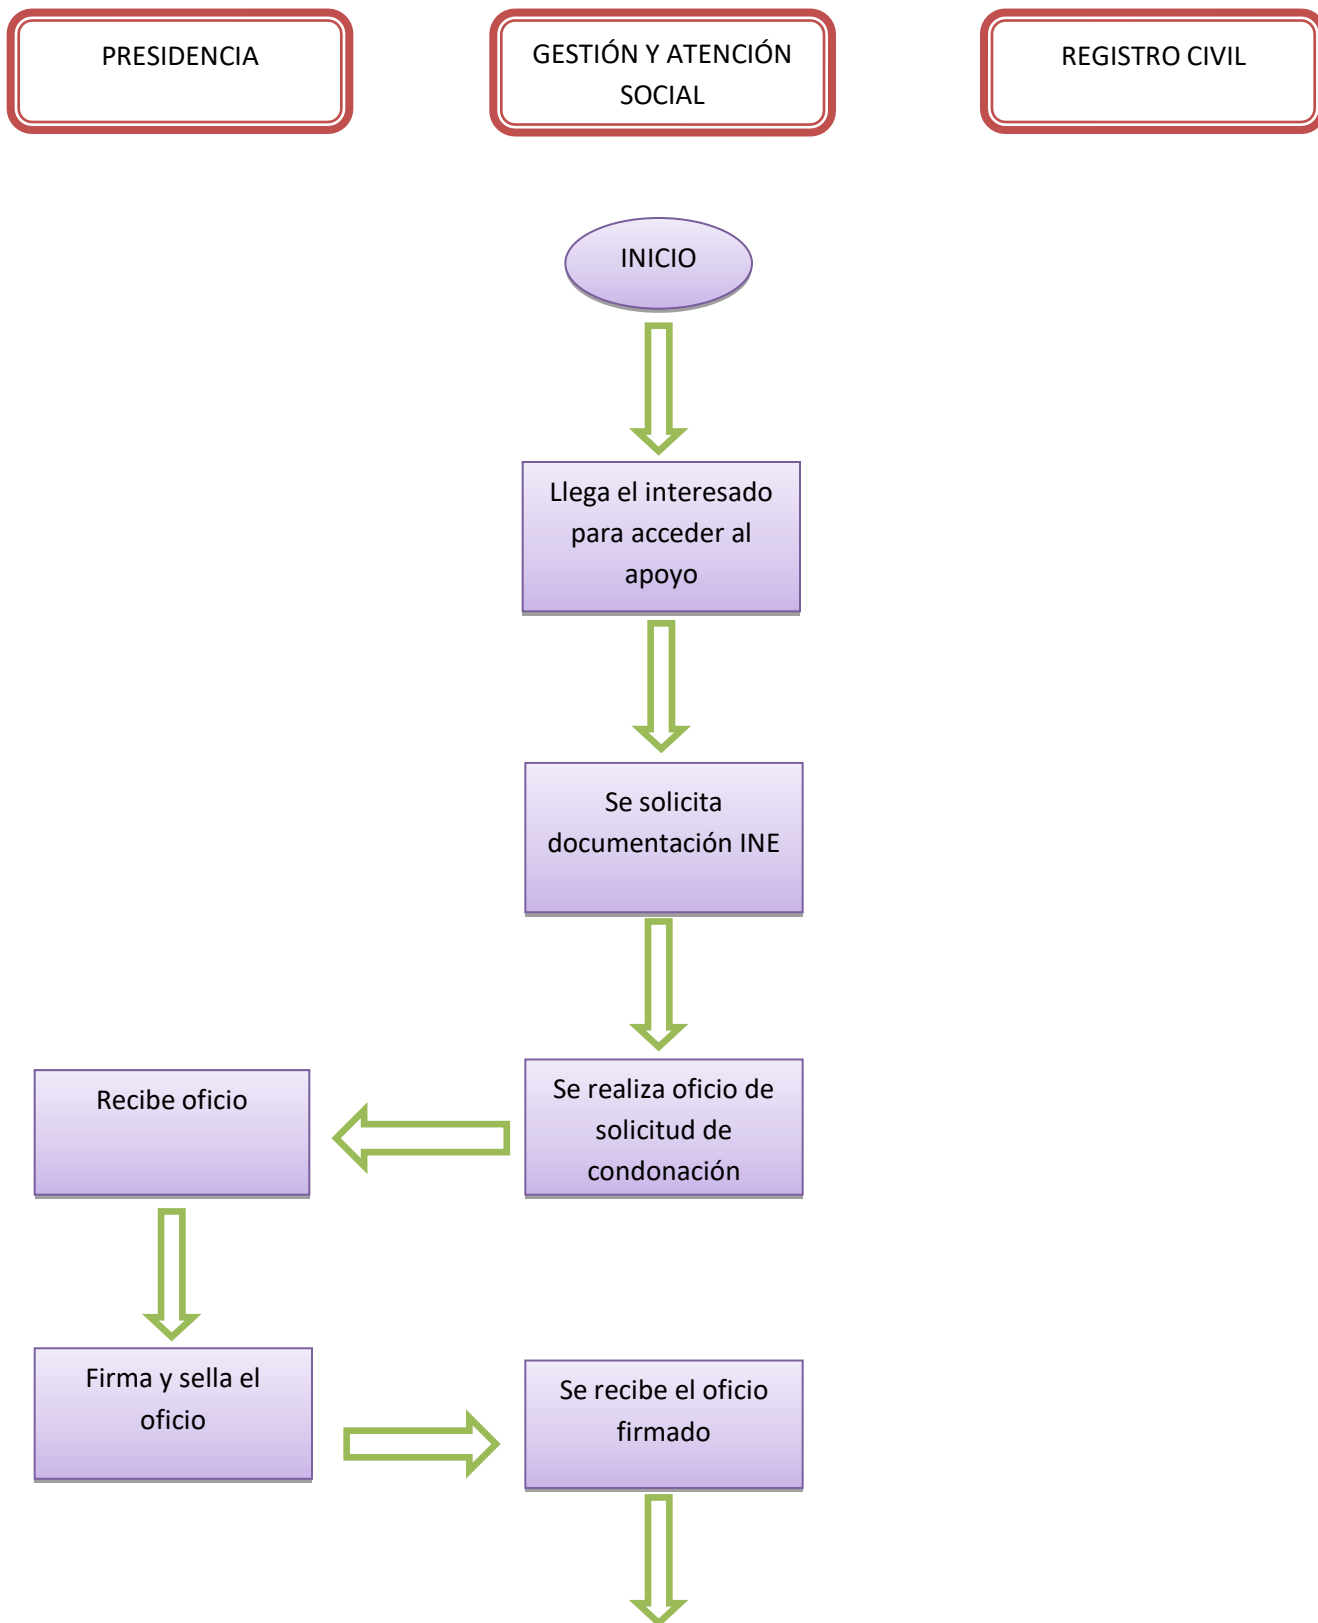 PRESIDENCIA
GESTIÓN Y ATENCIÓN
SOCIAL
REGISTRO CIVIL
INICIO
Llega el interesado
para acceder al
apoyo
Se solicita
documentación INE
Se realiza oficio de
solicitud de
condonación
Recibe oficio
Firma y sella el
oficio
Se recibe el oficio
firmado